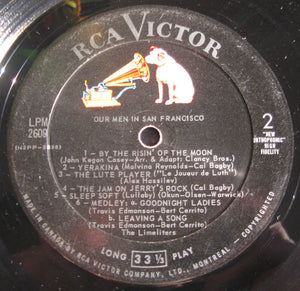 RCA VICTOR
OUR MEN IN SAN FRANCISCO
LPM
2609
2
"NEW
ORTHOPHONIC"
HIGH
FIDELITY
1 - BY THE RISIN' OF THE MOON
(John Kegan Casey-Arr. & Adapt: Clancy Bros.)
2 - YERAKINA (Malvina Reynolds-Cal Bagby)
3 - THE LUTE PLAYER ("Le Joueur de Luth")
(Alex Hassilev)
4 - THE JAM ON JERRY'S ROCK (Cal Bagby)
5 - SLEEP SOFT (Lullaby) (Okun-Olsen-Warwick)
6 - MEDLEY: a. GOODNIGHT LADIES
(Travis Edmonson-Bert Cerrito)
b. LEAVING A SONG
(Travis Edmonson-Bert Cerrito)
The Limeliters
LONG 33 1/3 PLAY
MADE IN CANADA BY RCA VICTOR COMPANY, LTD., MONTREAL - COPYRIGHTED